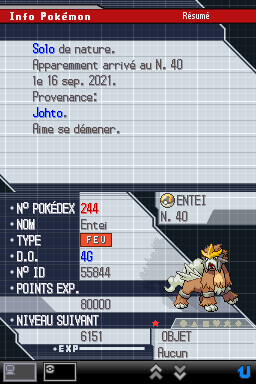 Info Pokémon Résumé
Solo de nature.
Apparemment arrivé au N. 40
le 16 sep. 2021.
Provenance:
Johto.
Aime se démener.
NO POKÉDEX 244
NOM Entei
TYPE FEU
D.O. 4G
NO ID 55844
POINTS EXP.
80000
NIVEAU SUIVANT
6151
EXP
ENTEI
N. 40
OBJET
Aucun